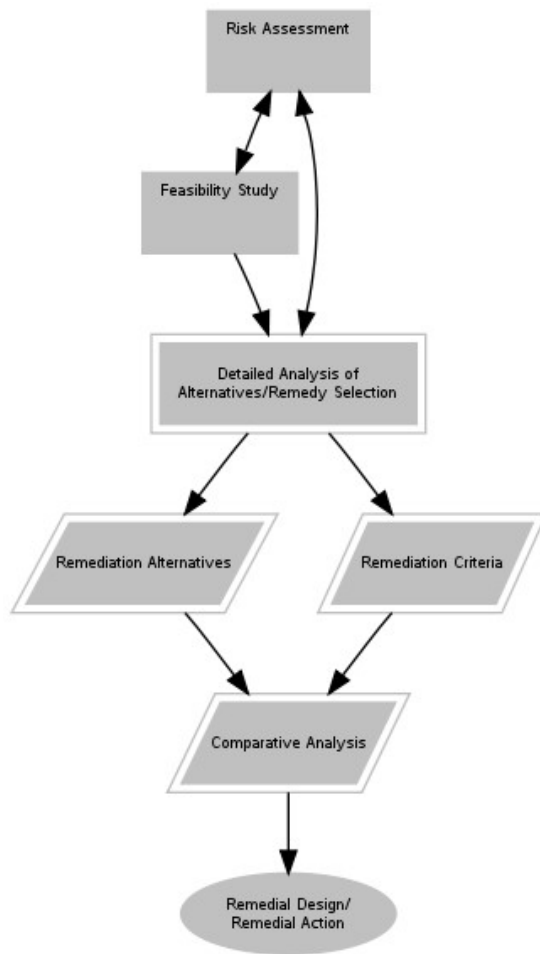 Risk Assessment
Feasibility Study
Detailed Analysis of
Alternatives/Remedy Selection
Remediation Alternatives
Remediation Criteria
Comparative Analysis
Remedial Design/
Remedial Action